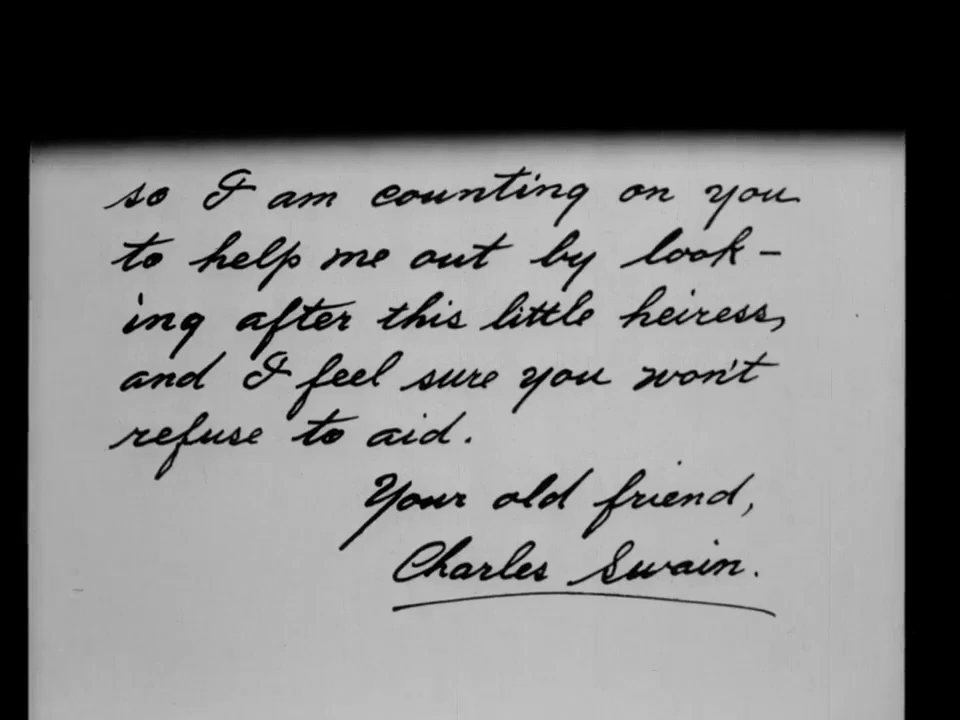 so I am counting on you
to help me out by look-
ing after this little heiress,
and I feel sure you won't
refuse to aid.
Your old friend,
Charles Swain.